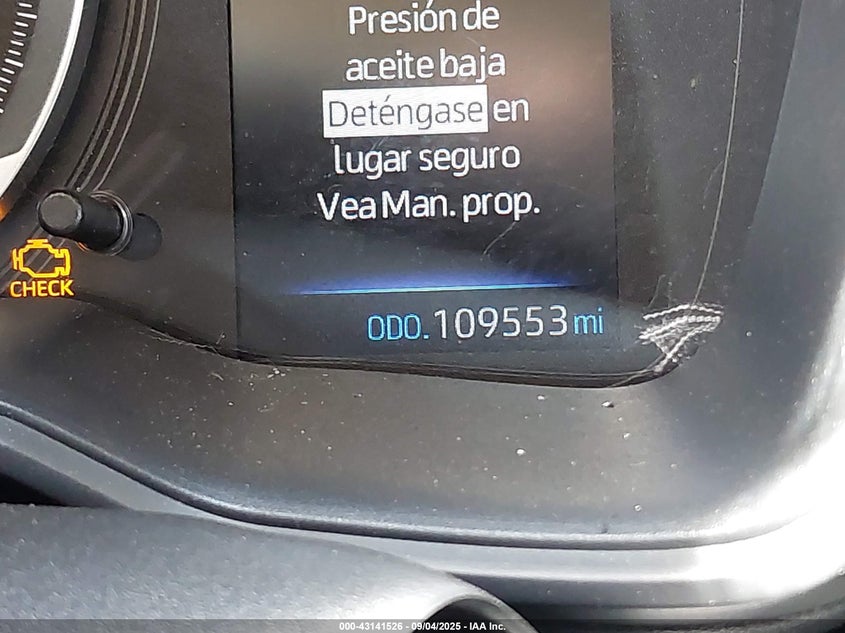 Presión de
aceite baja
Deténgase en
lugar seguro
Vea Man. prop.
CHECK
ODO. 109553 mi
000-43141526 - 09/04/2025 - IAA Inc.